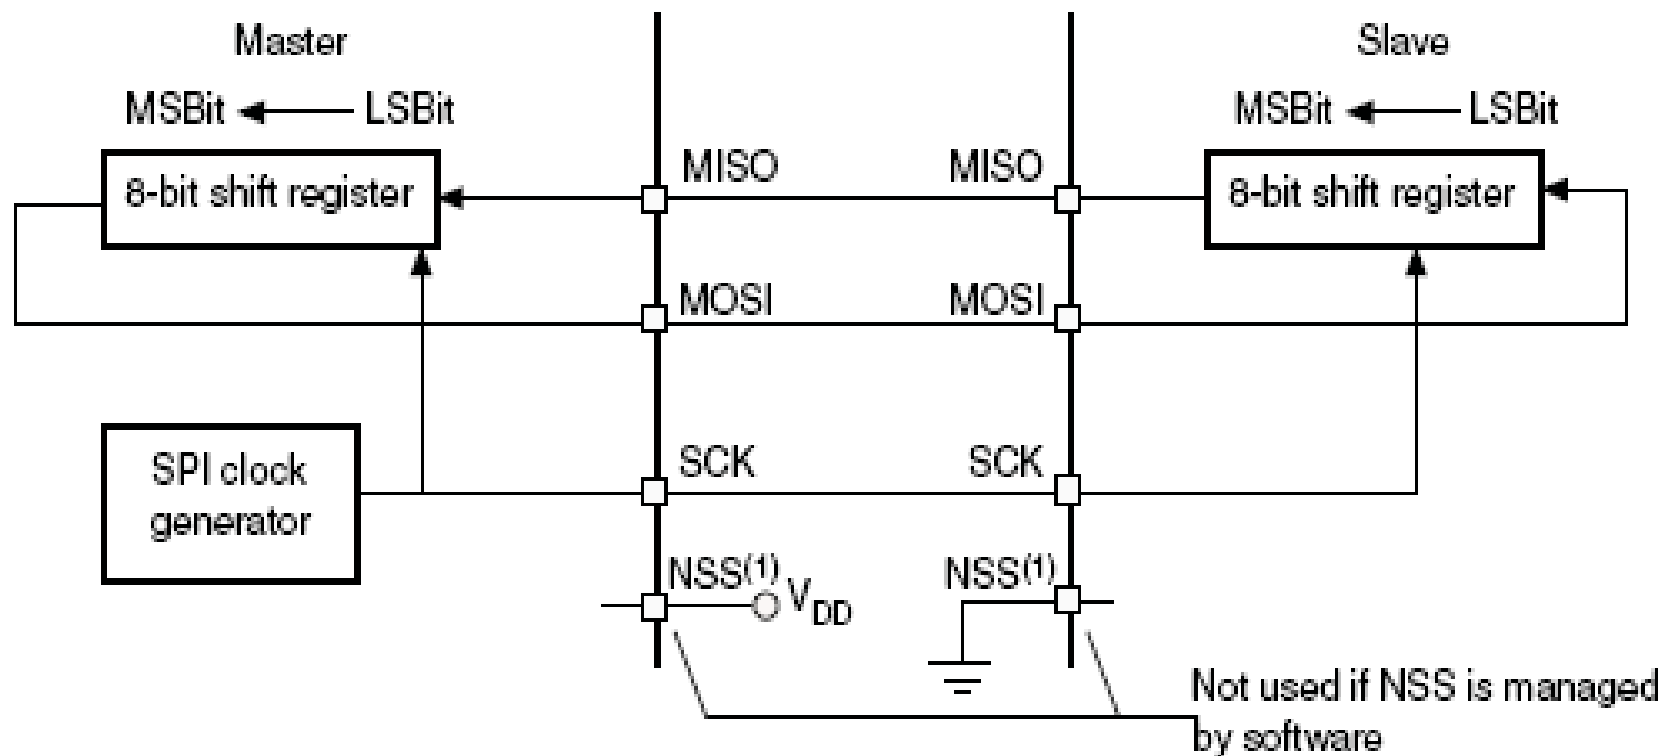 Master
Slave
MSBit LSBit
MSBit LSBit
8-bit shift register
MISO
MISO
8-bit shift register
MOSI
MOSI
SPI clock
generator
SCK
SCK
NSS(1)
VDD
NSS(1)
Not used if NSS is managed
by software